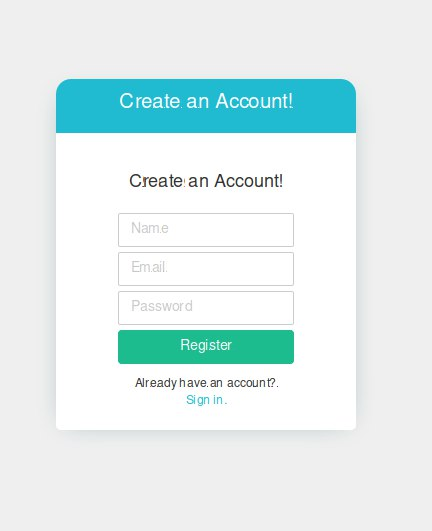 Create an Account!
Create an Account!
Name
Email
Password
Register
Already have an account?
Sign in.